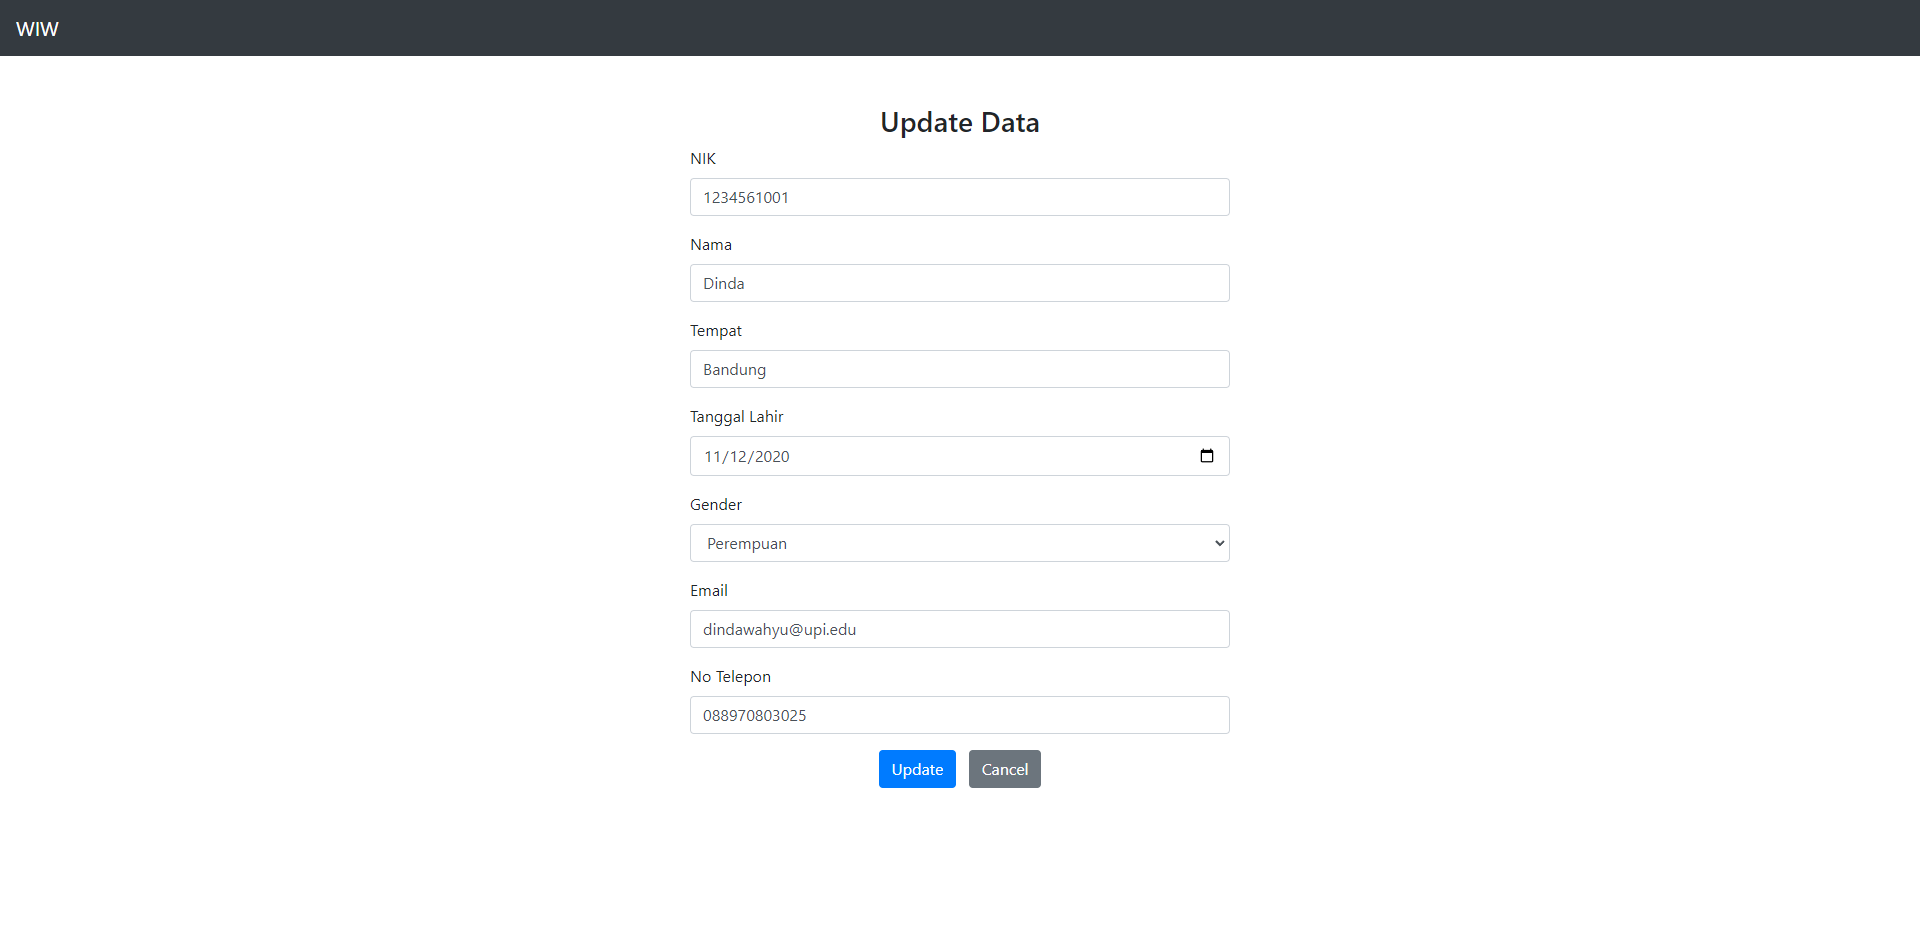 WIW
Update Data
NIK
1234561001
Nama
Dinda
Tempat
Bandung
Tanggal Lahir
11/12/2020
Gender
Perempuan
Email
dindawahyu@upi.edu
No Telepon
088970803025
Update Cancel